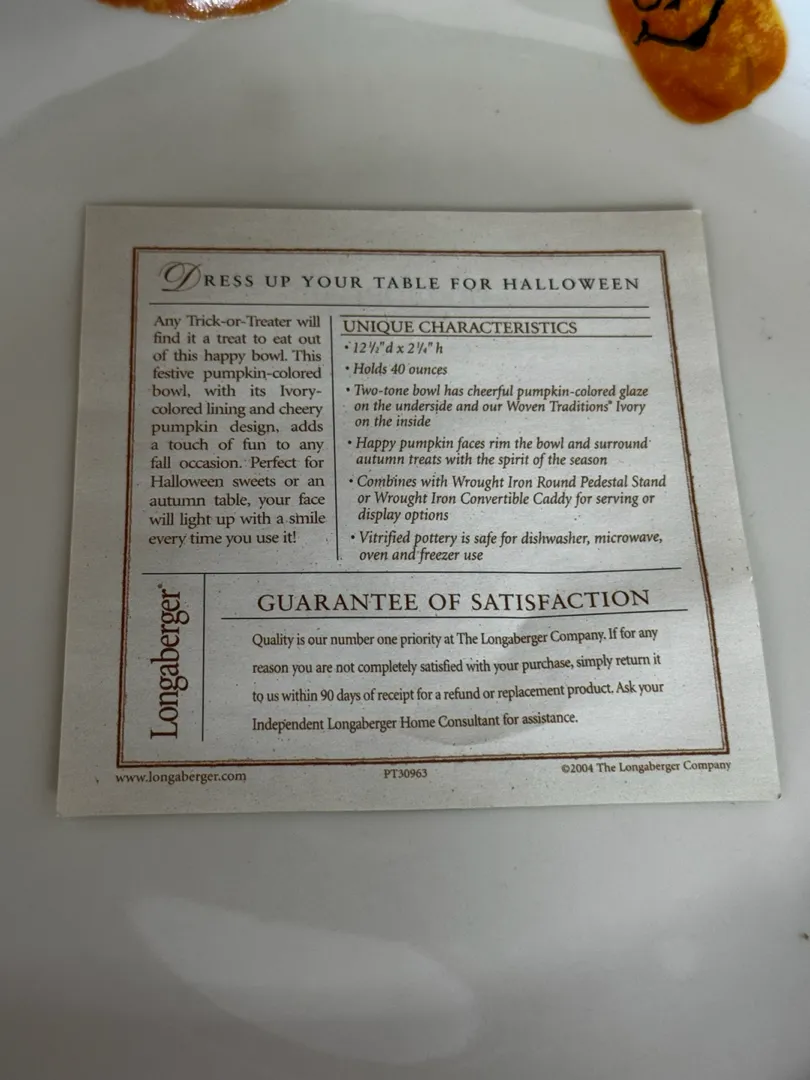 DRESS UP YOUR TABLE FOR HALLOWEEN
Any Trick-or-Treater will
find it a treat to eat out
of this happy bowl. This
festive pumpkin-colored
bowl, with its Ivory-
colored lining and cheery
pumpkin design, adds
a touch of fun to any
fall occasion. Perfect for
Halloween sweets or an
autumn table, your face
will light up with a smile
every time you use it!
UNIQUE CHARACTERISTICS
• 12 1/2"d x 2 1/4"h
• Holds 40 ounces
• Two-tone bowl has cheerful pumpkin-colored glaze
on the underside and our Woven Traditions® Ivory
on the inside
• Happy pumpkin faces rim the bowl and surround
autumn treats with the spirit of the season
• Combines with Wrought Iron Round Pedestal Stand
or Wrought Iron Convertible Caddy for serving or
display options
• Vitrified pottery is safe for dishwasher, microwave,
oven and freezer use
Longaberger®
GUARANTEE OF SATISFACTION
Quality is our number one priority at The Longaberger Company. If for any
reason you are not completely satisfied with your purchase, simply return it
to us within 90 days of receipt for a refund or replacement product. Ask your
Independent Longaberger Home Consultant for assistance.
www.longaberger.com
PT30963
©2004 The Longaberger Company